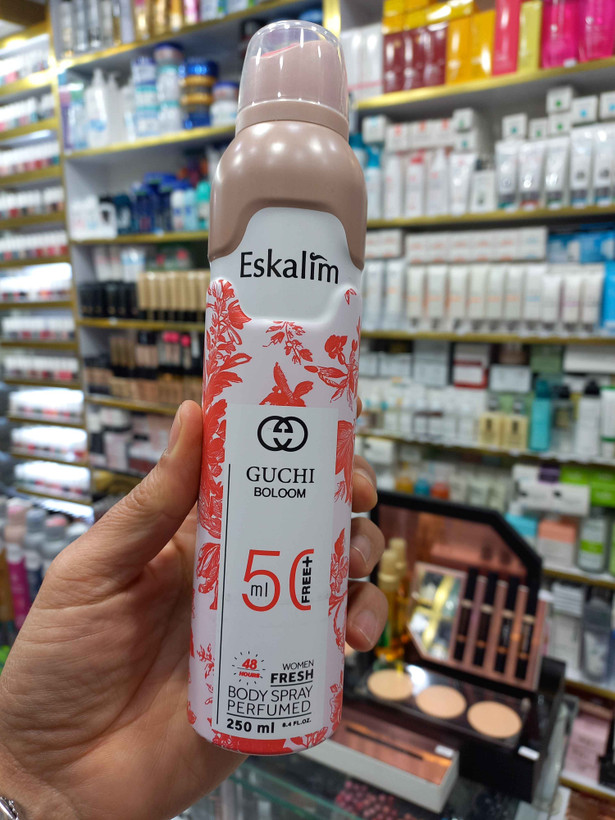 Eskalim
GUCHI
BOLOOM
50
ml
FREE+
48
HOURS
WOMEN
FRESH
BODY SPRAY
PERFUMED
250 ml 8.4 FL.OZ.